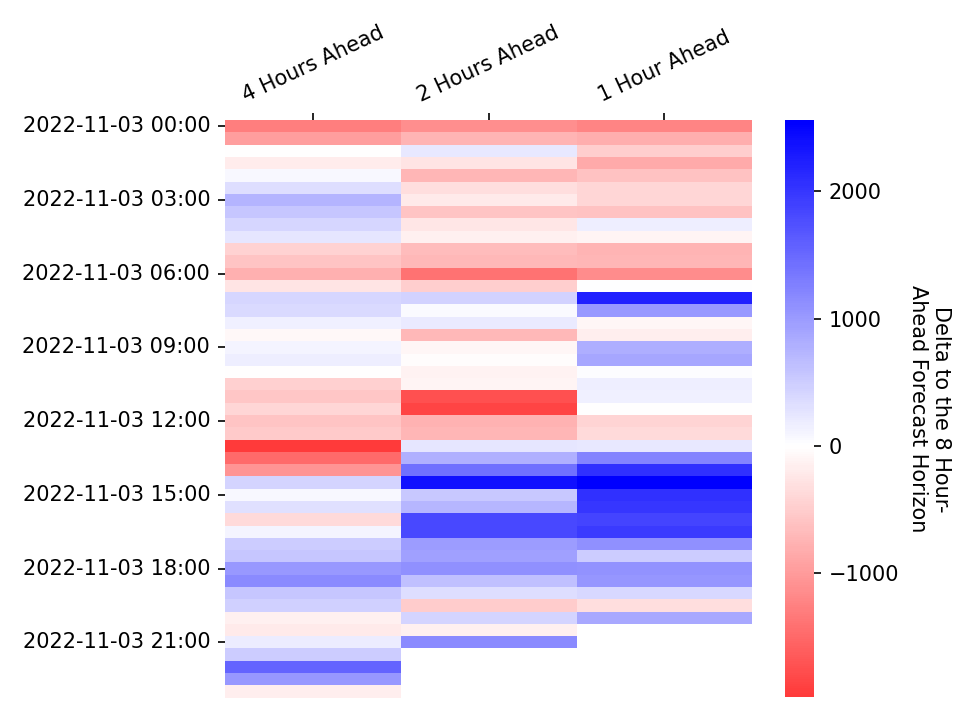 4 Hours Ahead
2 Hours Ahead
1 Hour Ahead
2022-11-03 00:00
2022-11-03 03:00
2022-11-03 06:00
2022-11-03 09:00
2022-11-03 12:00
2022-11-03 15:00
2022-11-03 18:00
2022-11-03 21:00
2000
1000
0
−1000
Delta to the 8 Hour-
Ahead Forecast Horizon